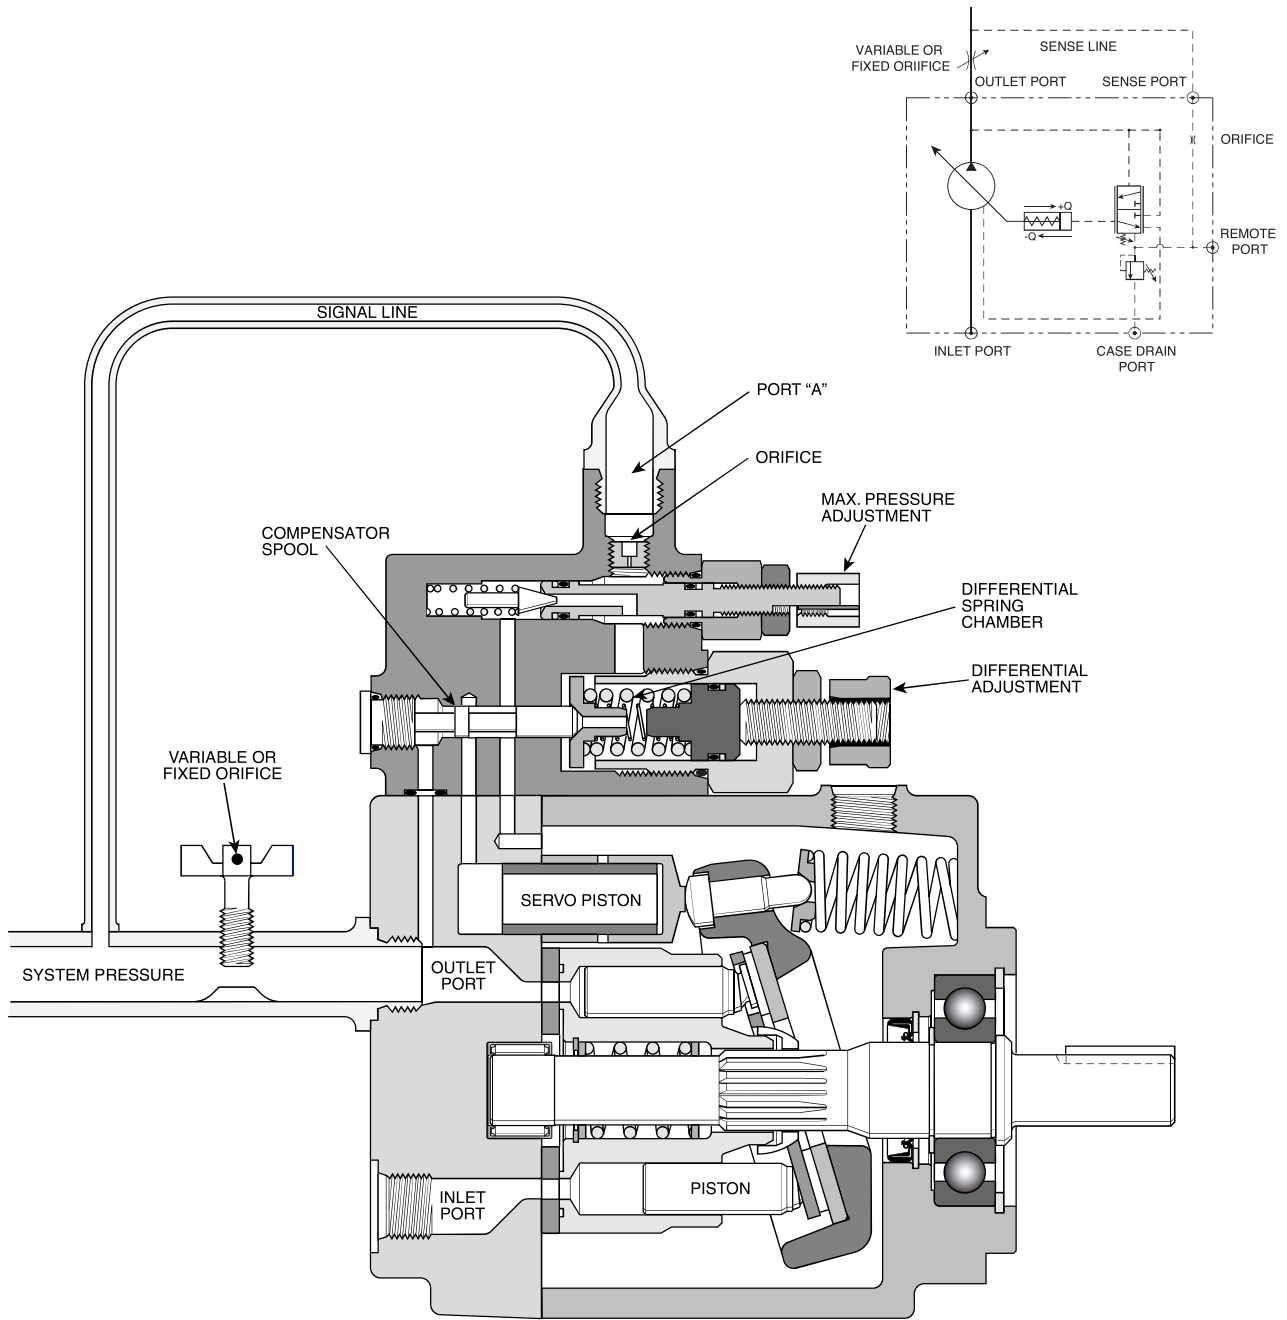 VARIABLE OR
FIXED ORIIFICE
SENSE LINE
OUTLET PORT
SENSE PORT
ORIFICE
+Q
-Q
REMOTE
PORT
INLET PORT
CASE DRAIN
PORT
SIGNAL LINE
PORT “A”
ORIFICE
MAX. PRESSURE
ADJUSTMENT
COMPENSATOR
SPOOL
DIFFERENTIAL
SPRING
CHAMBER
DIFFERENTIAL
ADJUSTMENT
VARIABLE OR
FIXED ORIFICE
SERVO PISTON
SYSTEM PRESSURE
OUTLET
PORT
PISTON
INLET
PORT